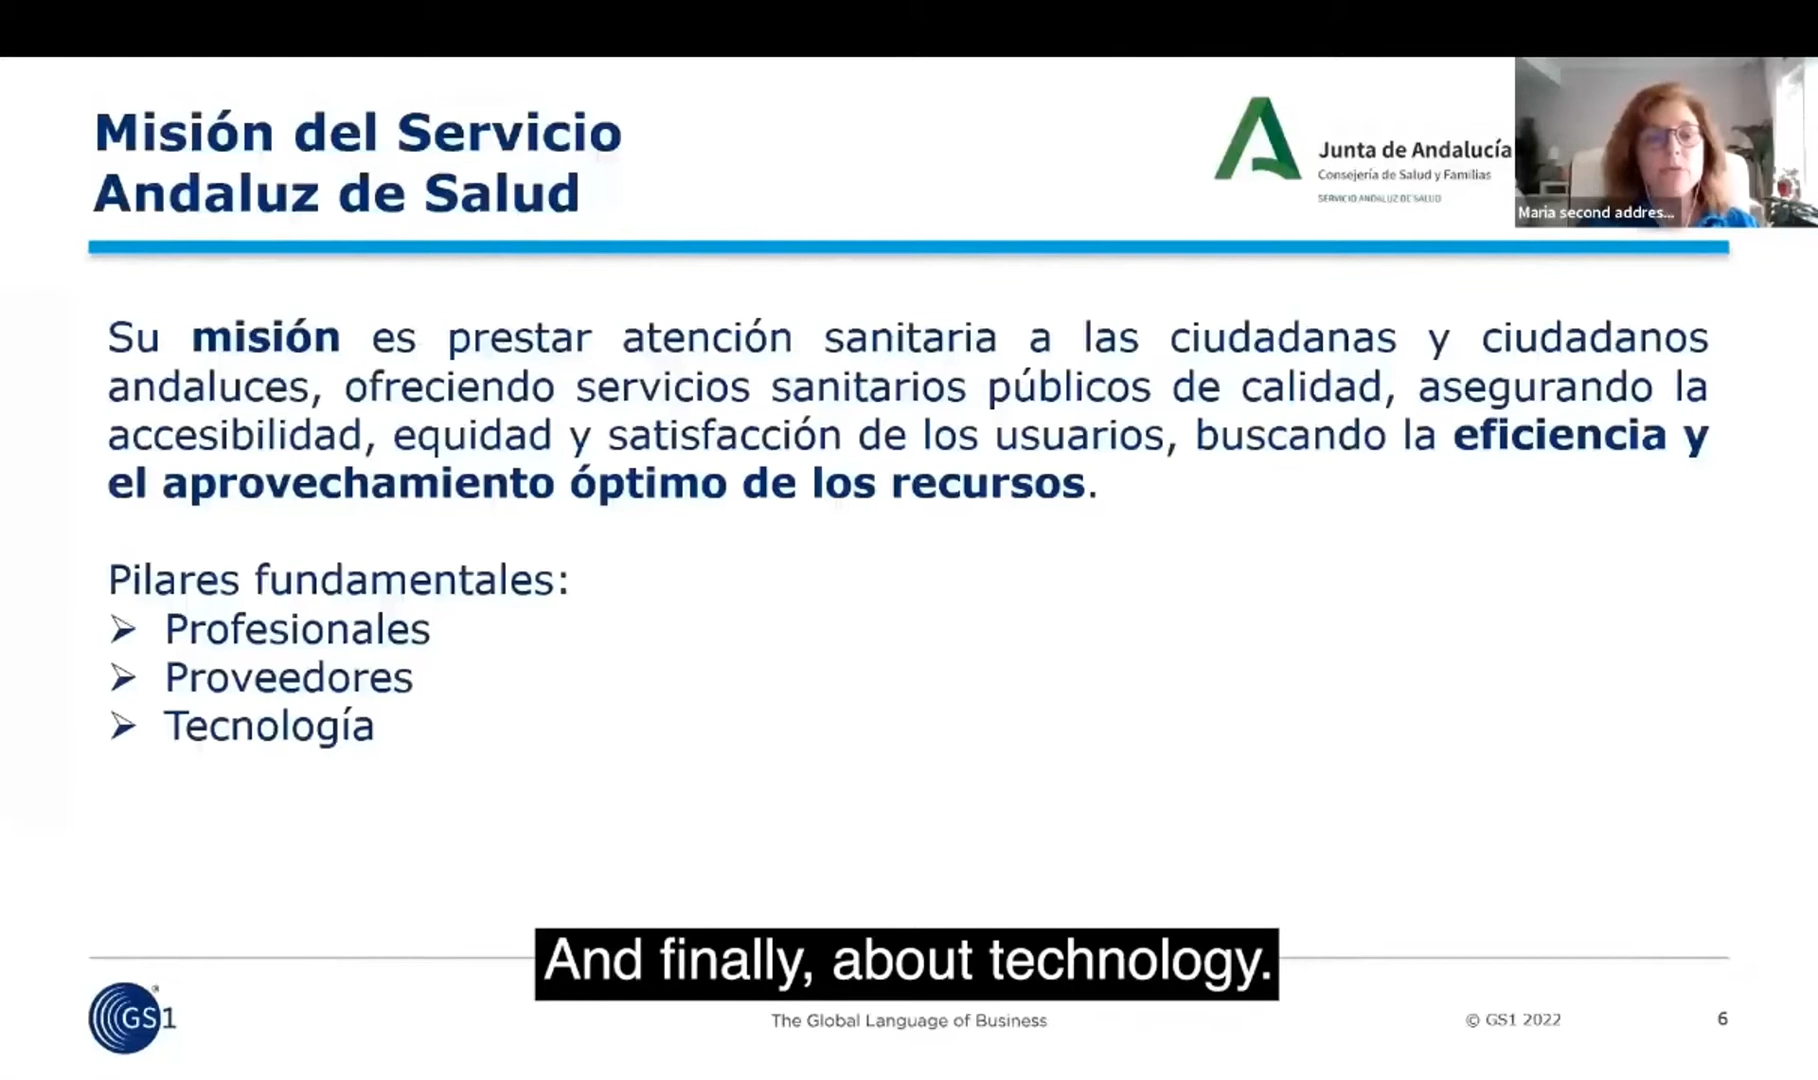 Misión del Servicio
Andaluz de Salud
Junta de Andalucía
Consejería de Salud y Familias
SERVICIO ANDALUZ DE SALUD
Maria second addres...
Su misión es prestar atención sanitaria a las ciudadanas y ciudadanos
andaluces, ofreciendo servicios sanitarios públicos de calidad, asegurando la
accesibilidad, equidad y satisfacción de los usuarios, buscando la eficiencia y
el aprovechamiento óptimo de los recursos.
Pilares fundamentales:
➢ Profesionales
➢ Proveedores
➢ Tecnología
And finally, about technology.
GS1®
The Global Language of Business
© GS1 2022
6